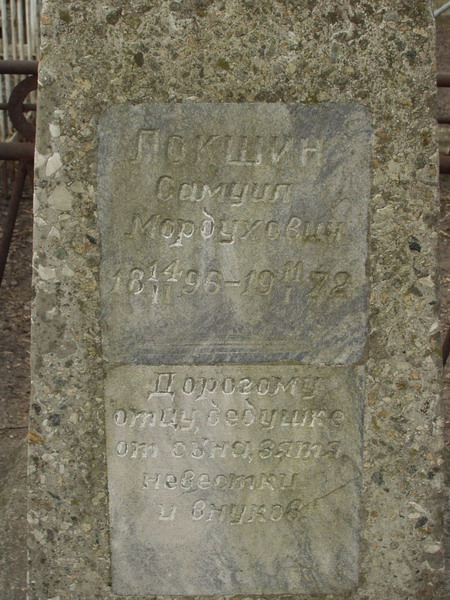 Локшин
Самуил
Мордухович
18 14/II 96-19 11/I 72
Дорогому
отцу, дедушке
от сына, зятя,
невестки
и внуков